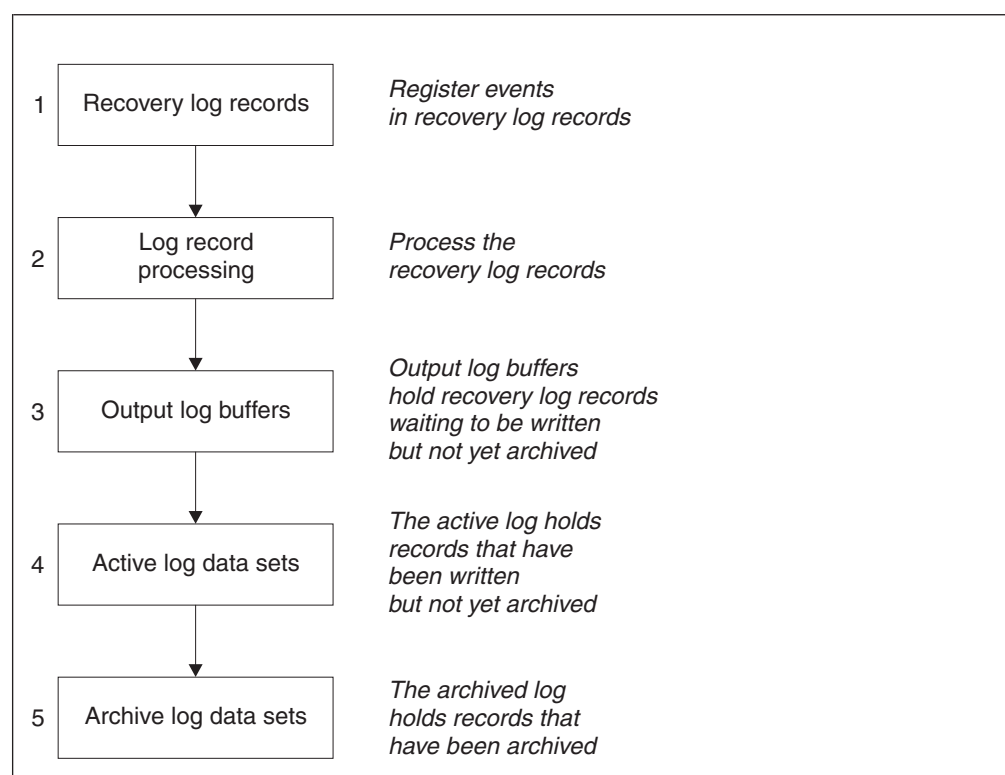 1
Recovery log records
Register events
in recovery log records
2
Log record
processing
Process the
recovery log records
3
Output log buffers
Output log buffers
hold recovery log records
waiting to be written
but not yet archived
4
Active log data sets
The active log holds
records that have
been written
but not yet archived
5
Archive log data sets
The archived log
holds records that
have been archived